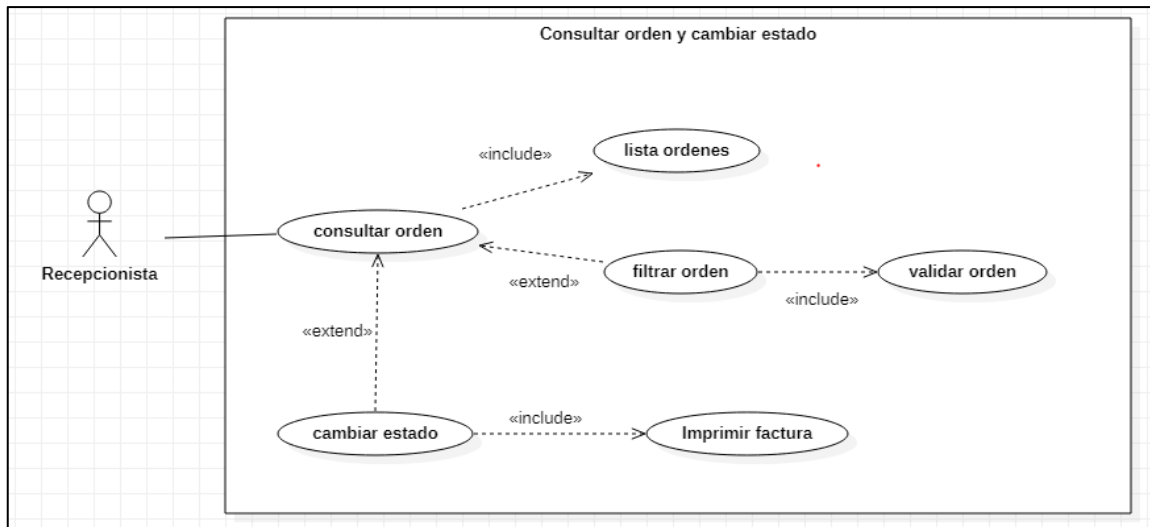 Consultar orden y cambiar estado
«include»
lista ordenes
consultar orden
Recepcionista
«extend»
filtrar orden
«include»
validar orden
«extend»
cambiar estado
«include»
Imprimir factura